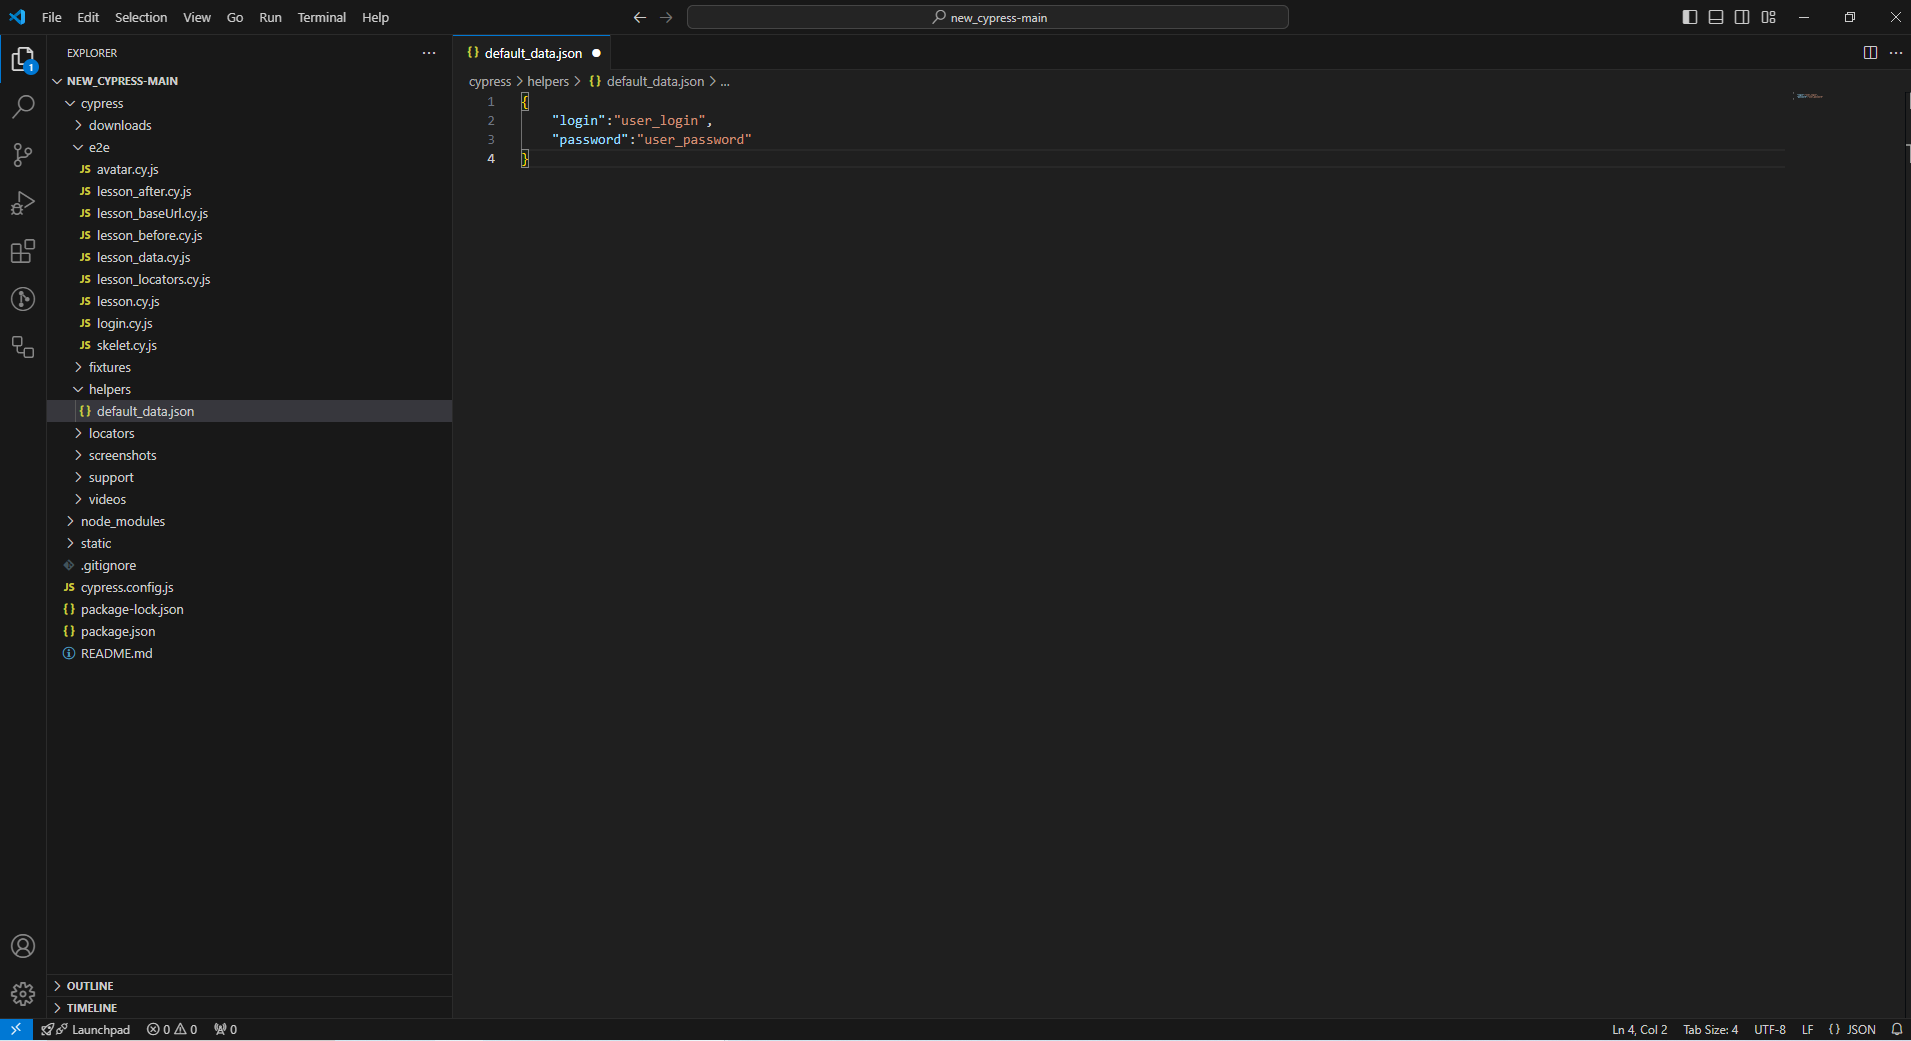 File Edit Selection View Go Run Terminal Help
new_cypress-main
EXPLORER
1
NEW_CYPRESS-MAIN
cypress
downloads
e2e
JS avatar.cy.js
JS lesson_after.cy.js
JS lesson_baseUrl.cy.js
JS lesson_before.cy.js
JS lesson_data.cy.js
JS lesson_locators.cy.js
JS lesson.cy.js
JS login.cy.js
JS skelet.cy.js
fixtures
helpers
{} default_data.json
locators
screenshots
support
videos
node_modules
static
.gitignore
JS cypress.config.js
{} package-lock.json
{} package.json
README.md
OUTLINE
TIMELINE
{} default_data.json
cypress > helpers > {} default_data.json > ...
1 {
2 "login":"user_login",
3 "password":"user_password"
4 }
Launchpad 0 0 0
Ln 4, Col 2 Tab Size: 4 UTF-8 LF {} JSON